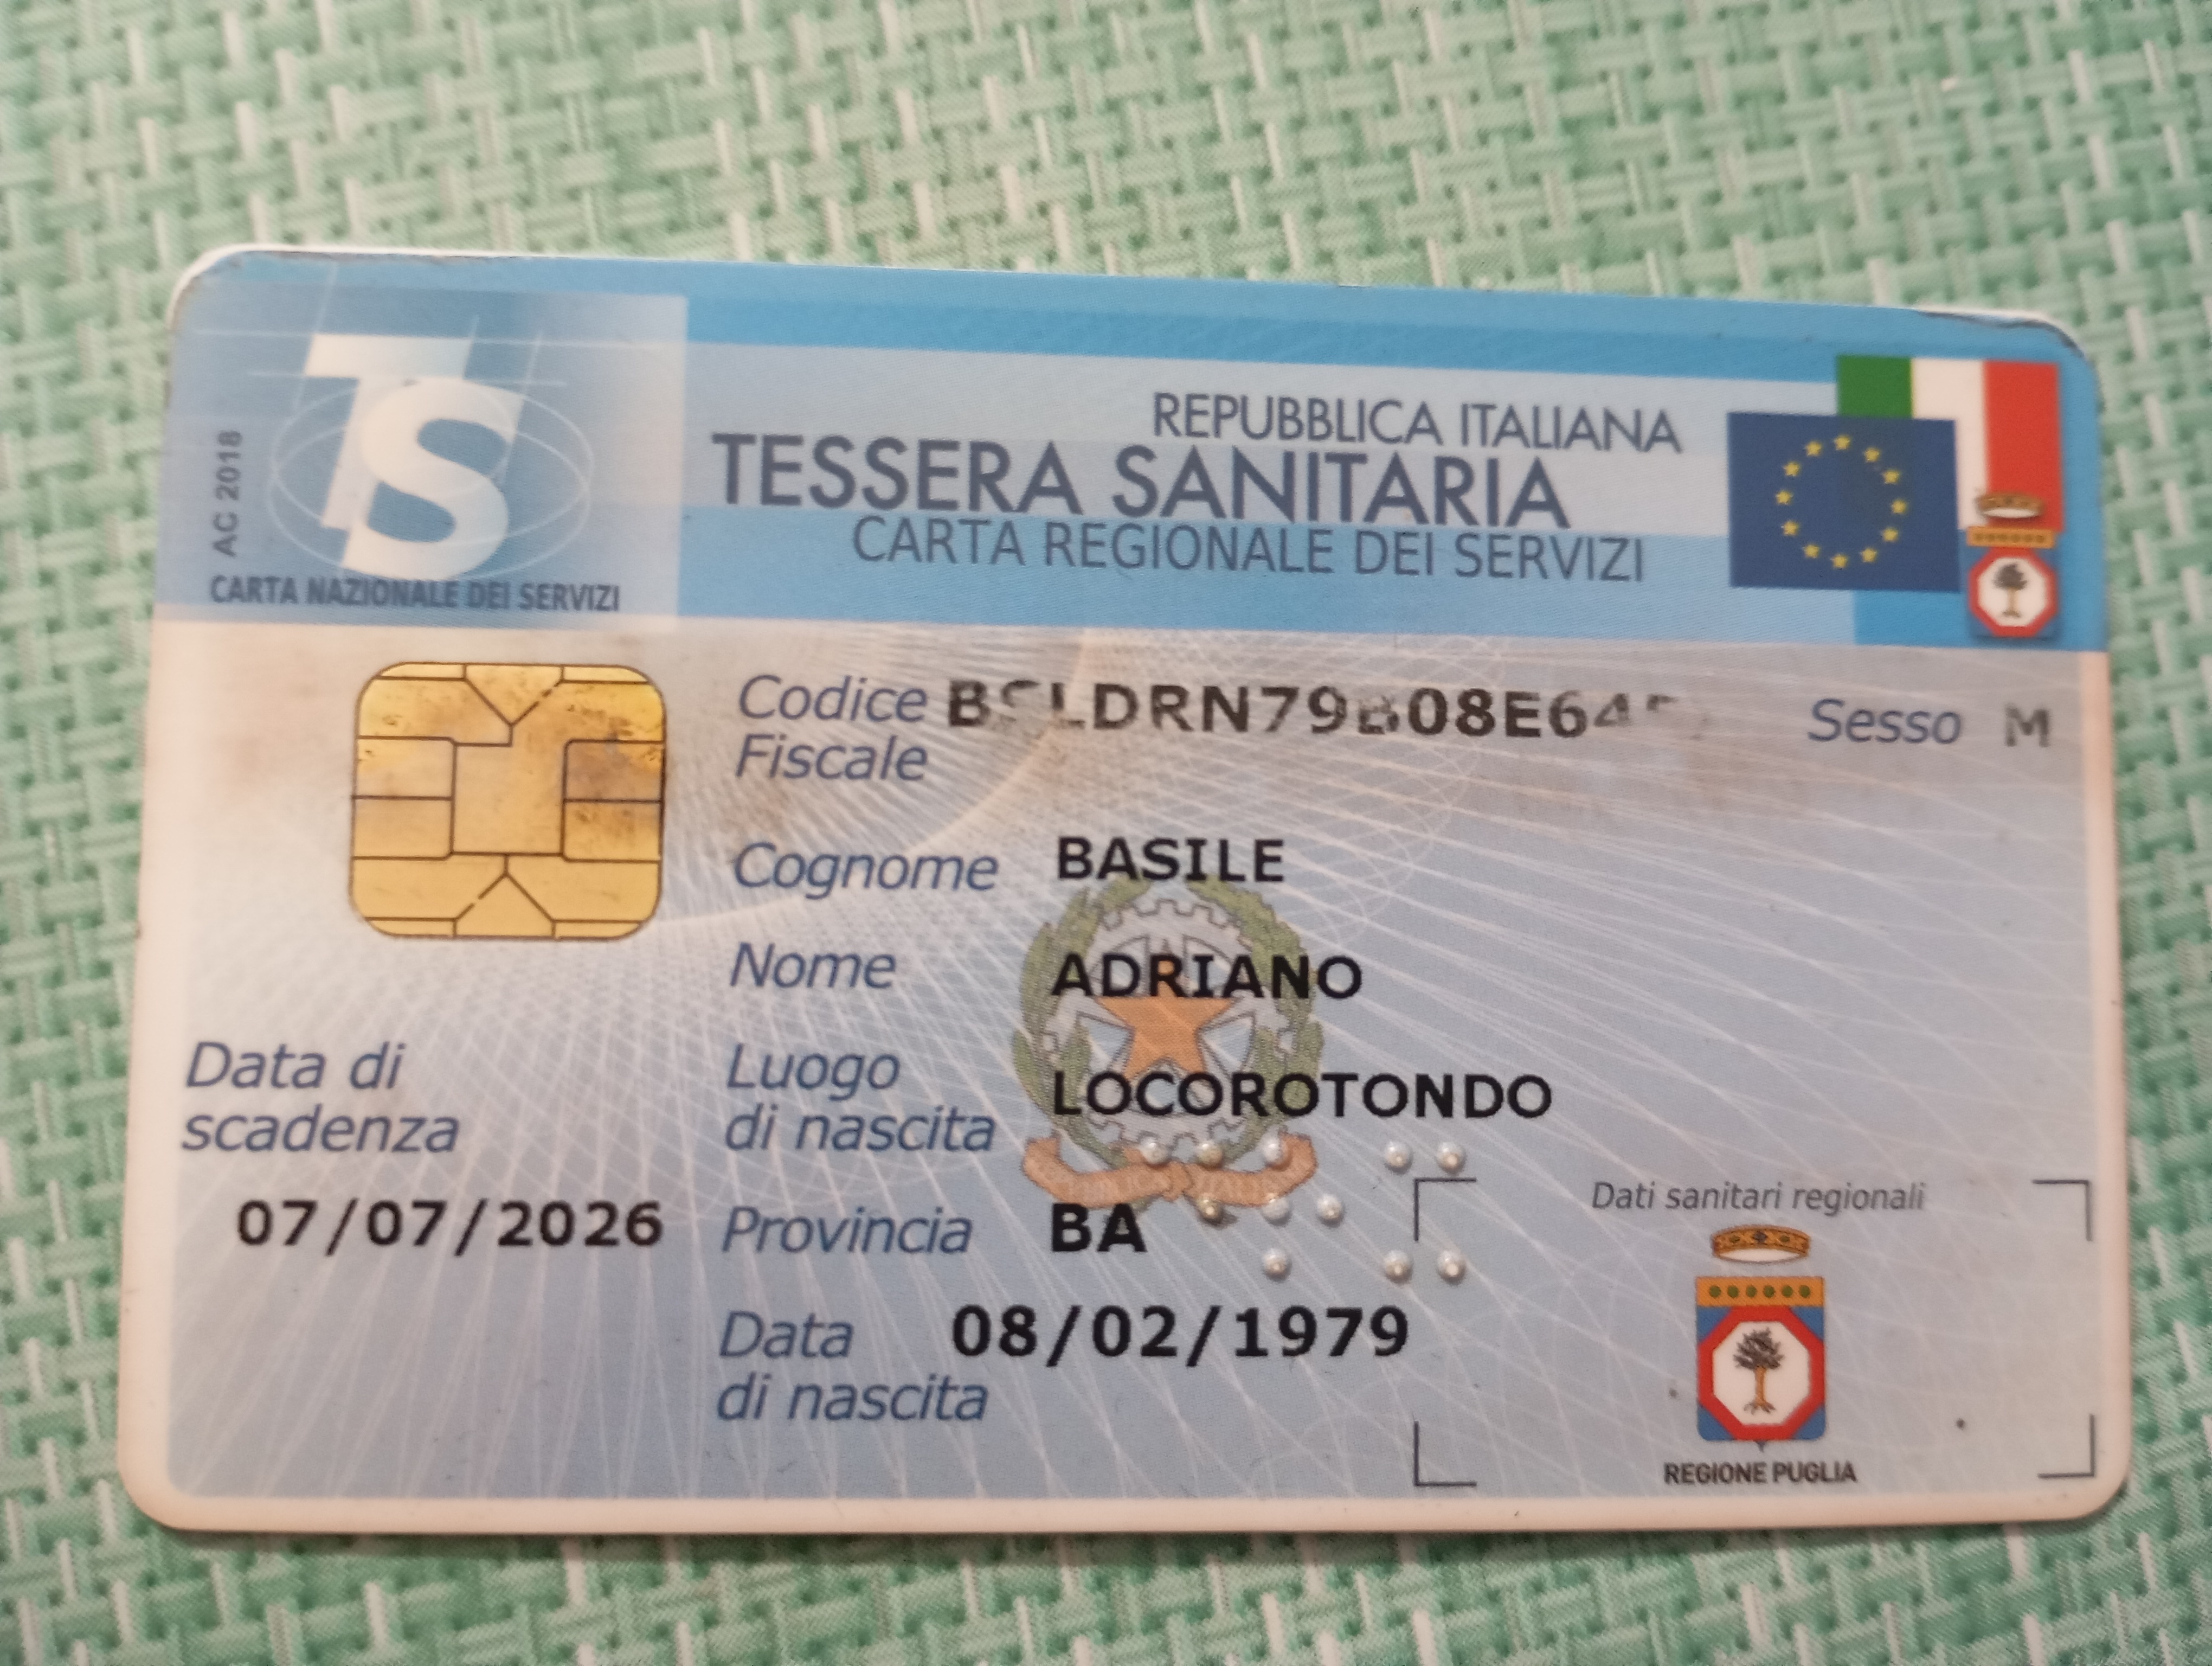 REPUBBLICA ITALIANA
TESSERA SANITARIA
CARTA REGIONALE DEI SERVIZI
TS
AC 2018
CARTA NAZIONALE DEI SERVIZI
Codice Fiscale
Sesso M
Cognome BASILE
Nome ADRIANO
Luogo di nascita LOCOROTONDO
Provincia BA
Data di nascita 08/02/1979
Data di scadenza
07/07/2026
Dati sanitari regionali
REGIONE PUGLIA